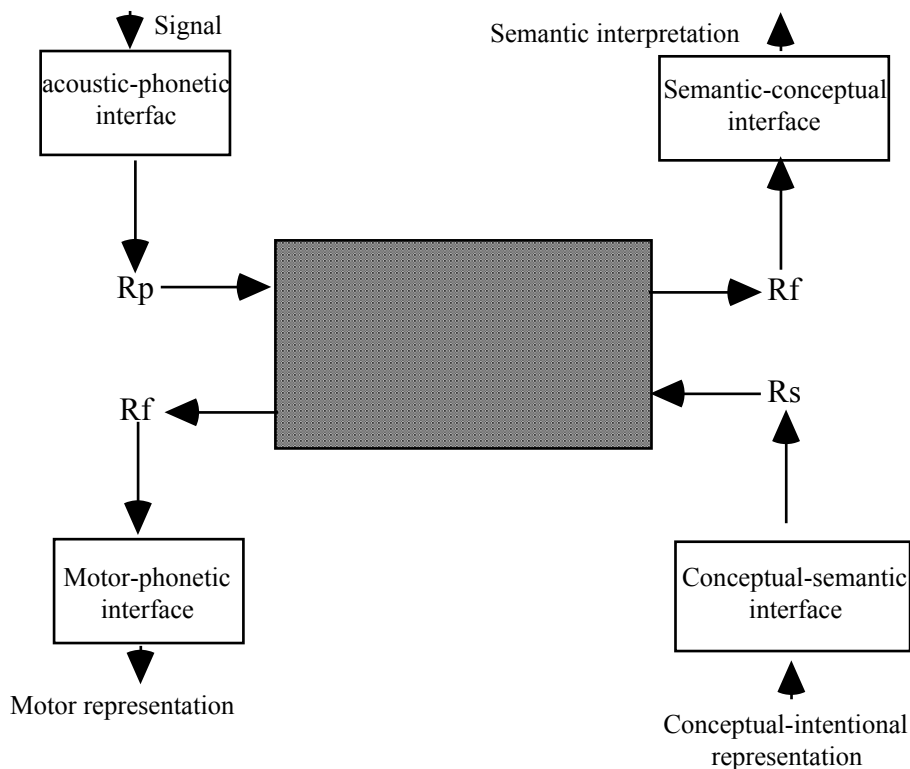 Signal
Semantic interpretation
acoustic-phonetic
interfac
Semantic-conceptual
interface
Rp
Rf
Rf
Rs
Motor-phonetic
interface
Conceptual-semantic
interface
Motor representation
Conceptual-intentional
representation